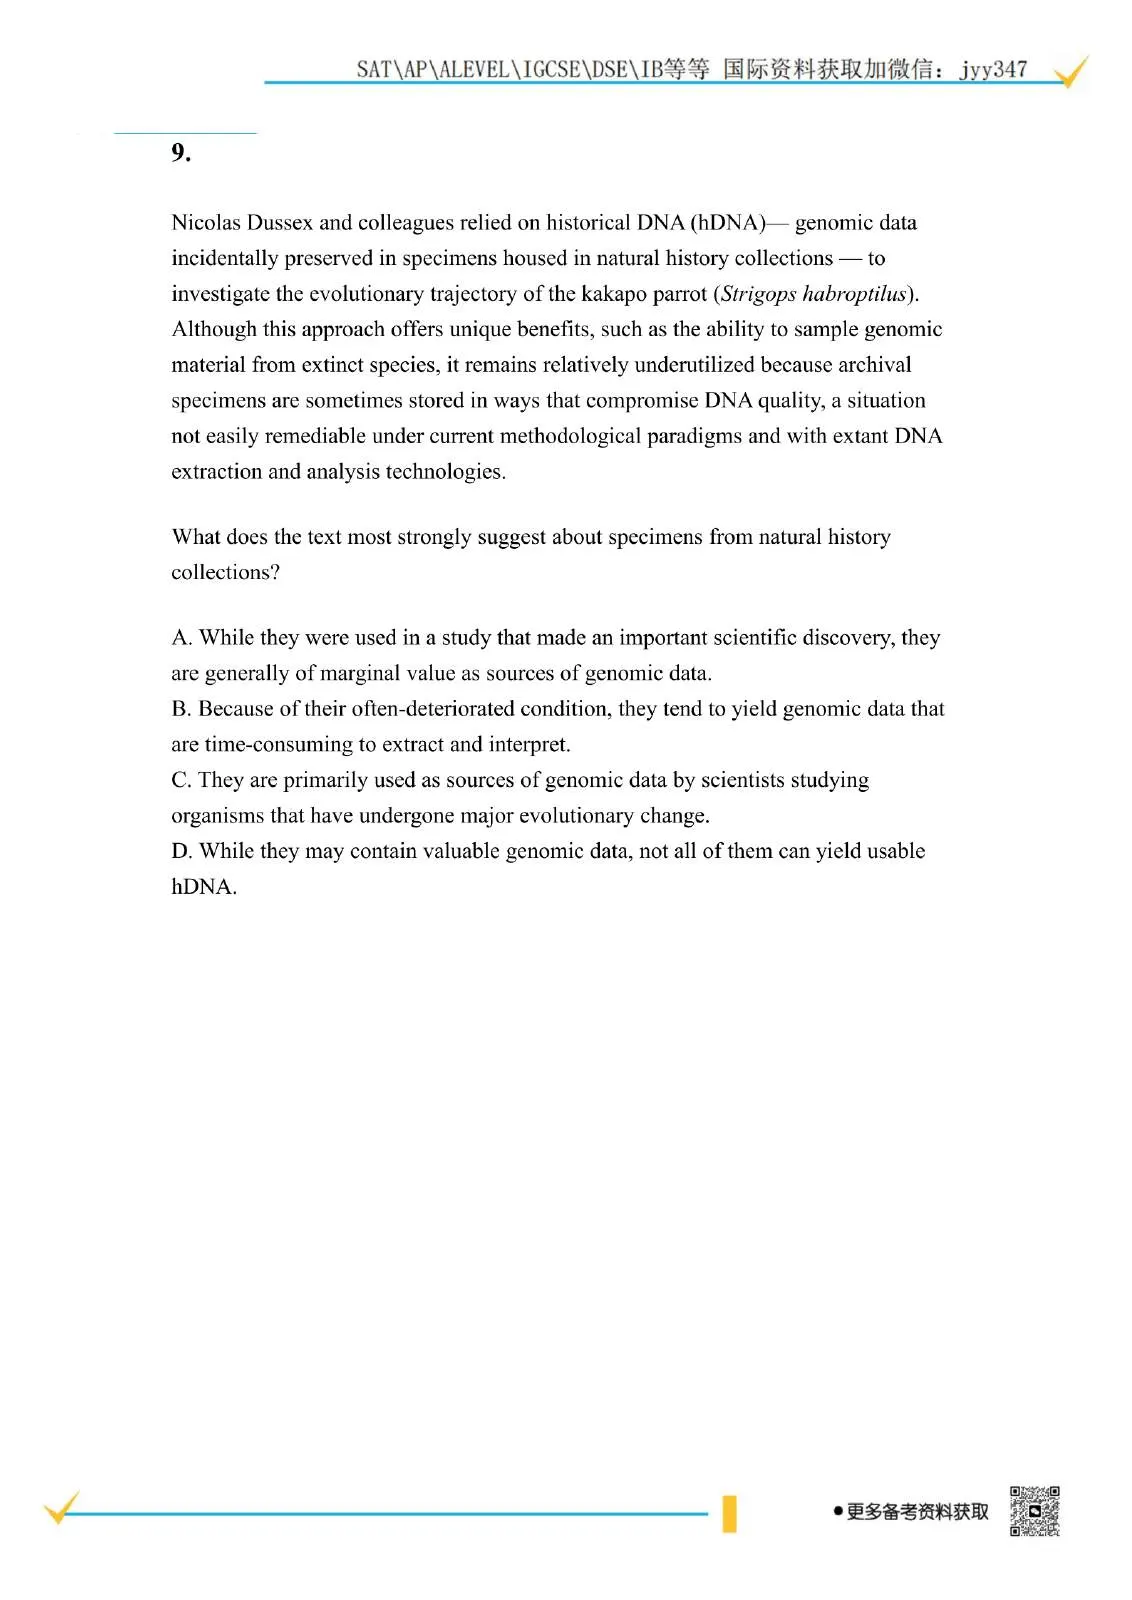 SAT\AP\ALEVEL\IGCSE\DSE\IB等等 国际资料获取加微信：jyy347
9.
Nicolas Dussex and colleagues relied on historical DNA (hDNA)— genomic data
incidentally preserved in specimens housed in natural history collections — to
investigate the evolutionary trajectory of the kakapo parrot (Strigops habroptilus).
Although this approach offers unique benefits, such as the ability to sample genomic
material from extinct species, it remains relatively underutilized because archival
specimens are sometimes stored in ways that compromise DNA quality, a situation
not easily remediable under current methodological paradigms and with extant DNA
extraction and analysis technologies.
What does the text most strongly suggest about specimens from natural history
collections?
A. While they were used in a study that made an important scientific discovery, they
are generally of marginal value as sources of genomic data.
B. Because of their often-deteriorated condition, they tend to yield genomic data that
are time-consuming to extract and interpret.
C. They are primarily used as sources of genomic data by scientists studying
organisms that have undergone major evolutionary change.
D. While they may contain valuable genomic data, not all of them can yield usable
hDNA.
●更多备考资料获取